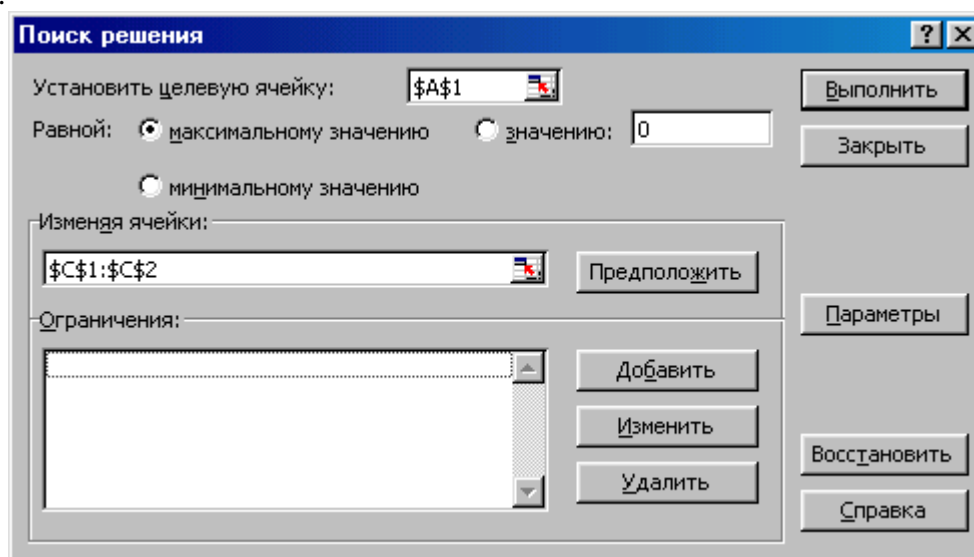 Поиск решения
Установить целевую ячейку: $A$1
Выполнить
Равной: максимальному значению значению: 0
Закрыть
минимальному значению
Изменяя ячейки:
$C$1:$C$2 Предположить
Параметры
Ограничения:
Добавить
Изменить
Восстановить
Удалить
Справка